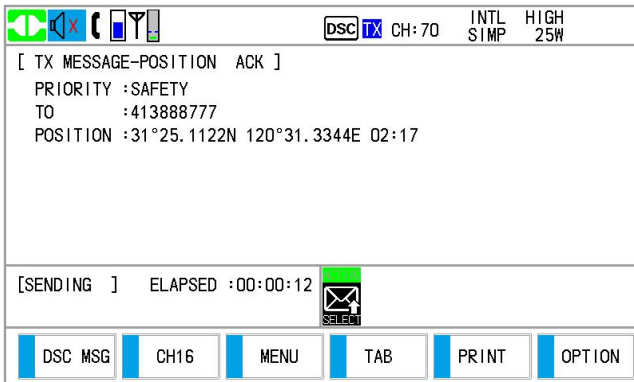 DSC TX CH:70 INTL SIMP HIGH 25W
[ TX MESSAGE-POSITION ACK ]
PRIORITY :SAFETY
TO :413888777
POSITION :31°25.1122N 120°31.3344E 02:17
[SENDING ] ELAPSED :00:00:12
SELECT
DSC MSG CH16 MENU TAB PRINT OPTION